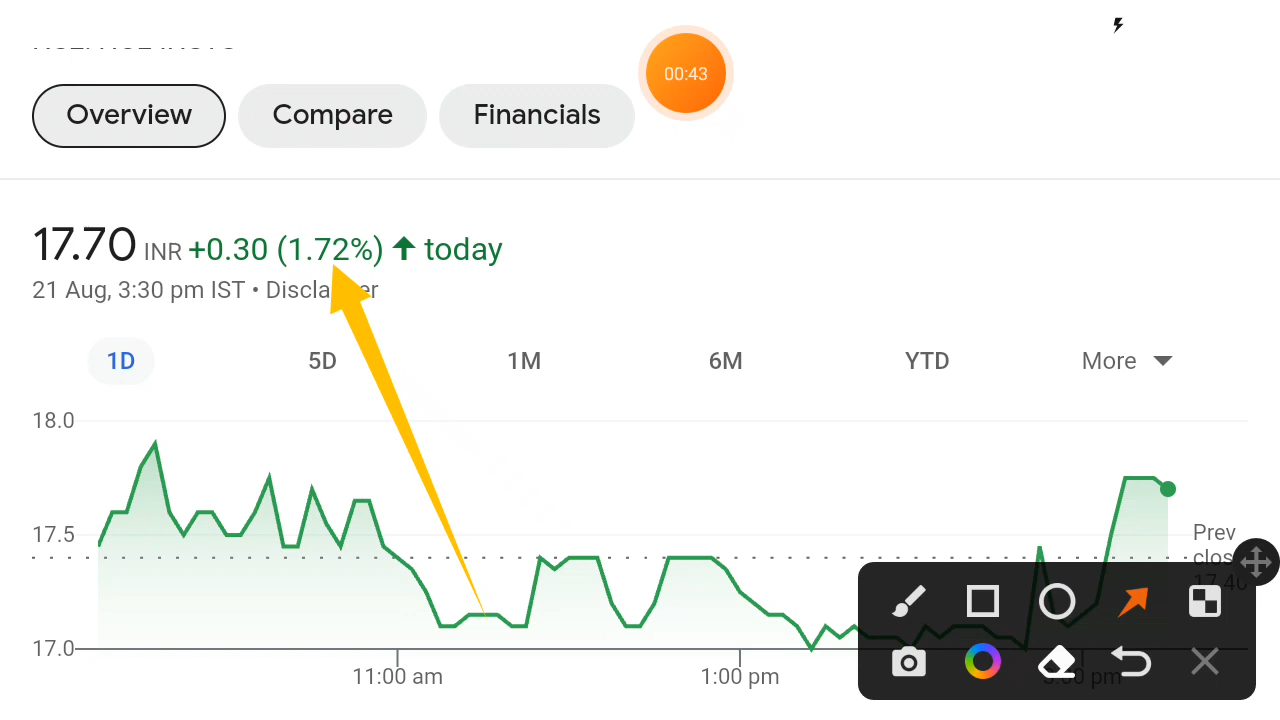 00:43
Overview Compare Financials
17.70 INR +0.30 (1.72%) today
21 Aug, 3:30 pm IST •
1D 5D 1M 6M YTD More
18.0
17.5
Prev
17.0
11:00 am 1:00 pm